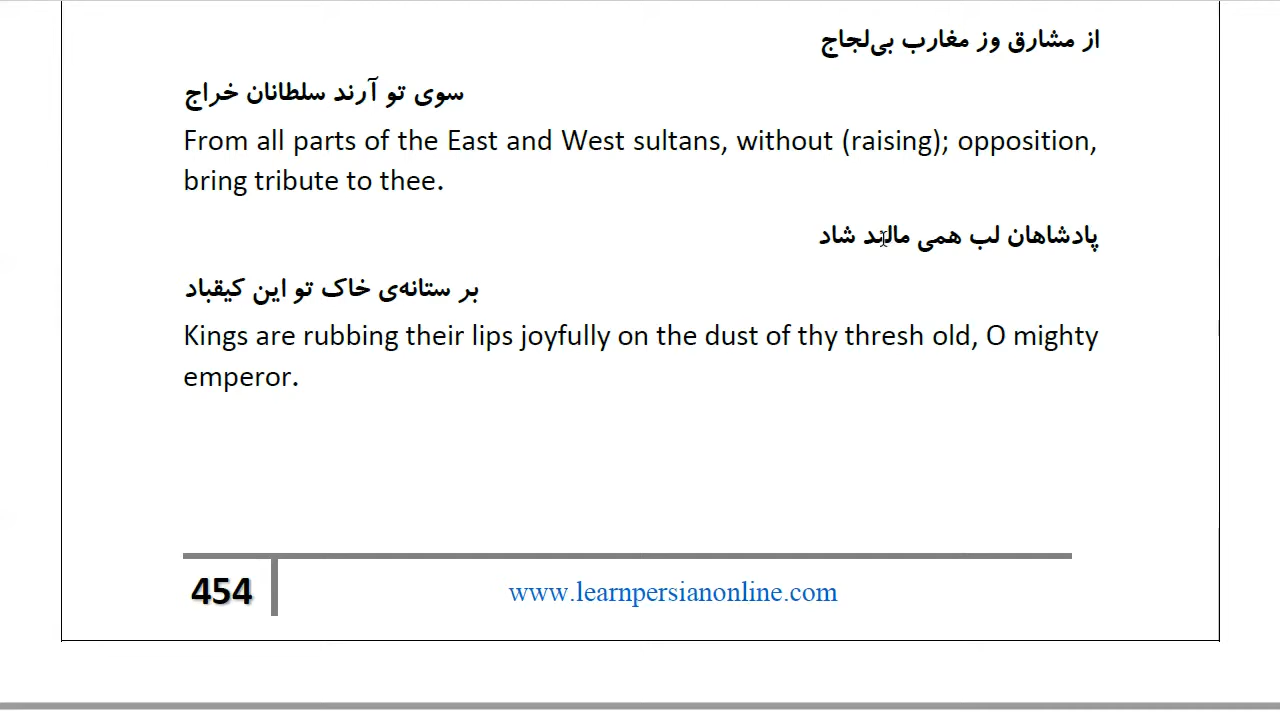 از مشارق وز مغارب بی‌لجاج
سوی تو آرند سلطانان خراج
From all parts of the East and West sultans, without (raising); opposition,
bring tribute to thee.
پادشاهان لب همی مالند شاد
بر ستانه‌ی خاک تو این کیقباد
Kings are rubbing their lips joyfully on the dust of thy thresh old, O mighty
emperor.
454
www.learnpersianonline.com